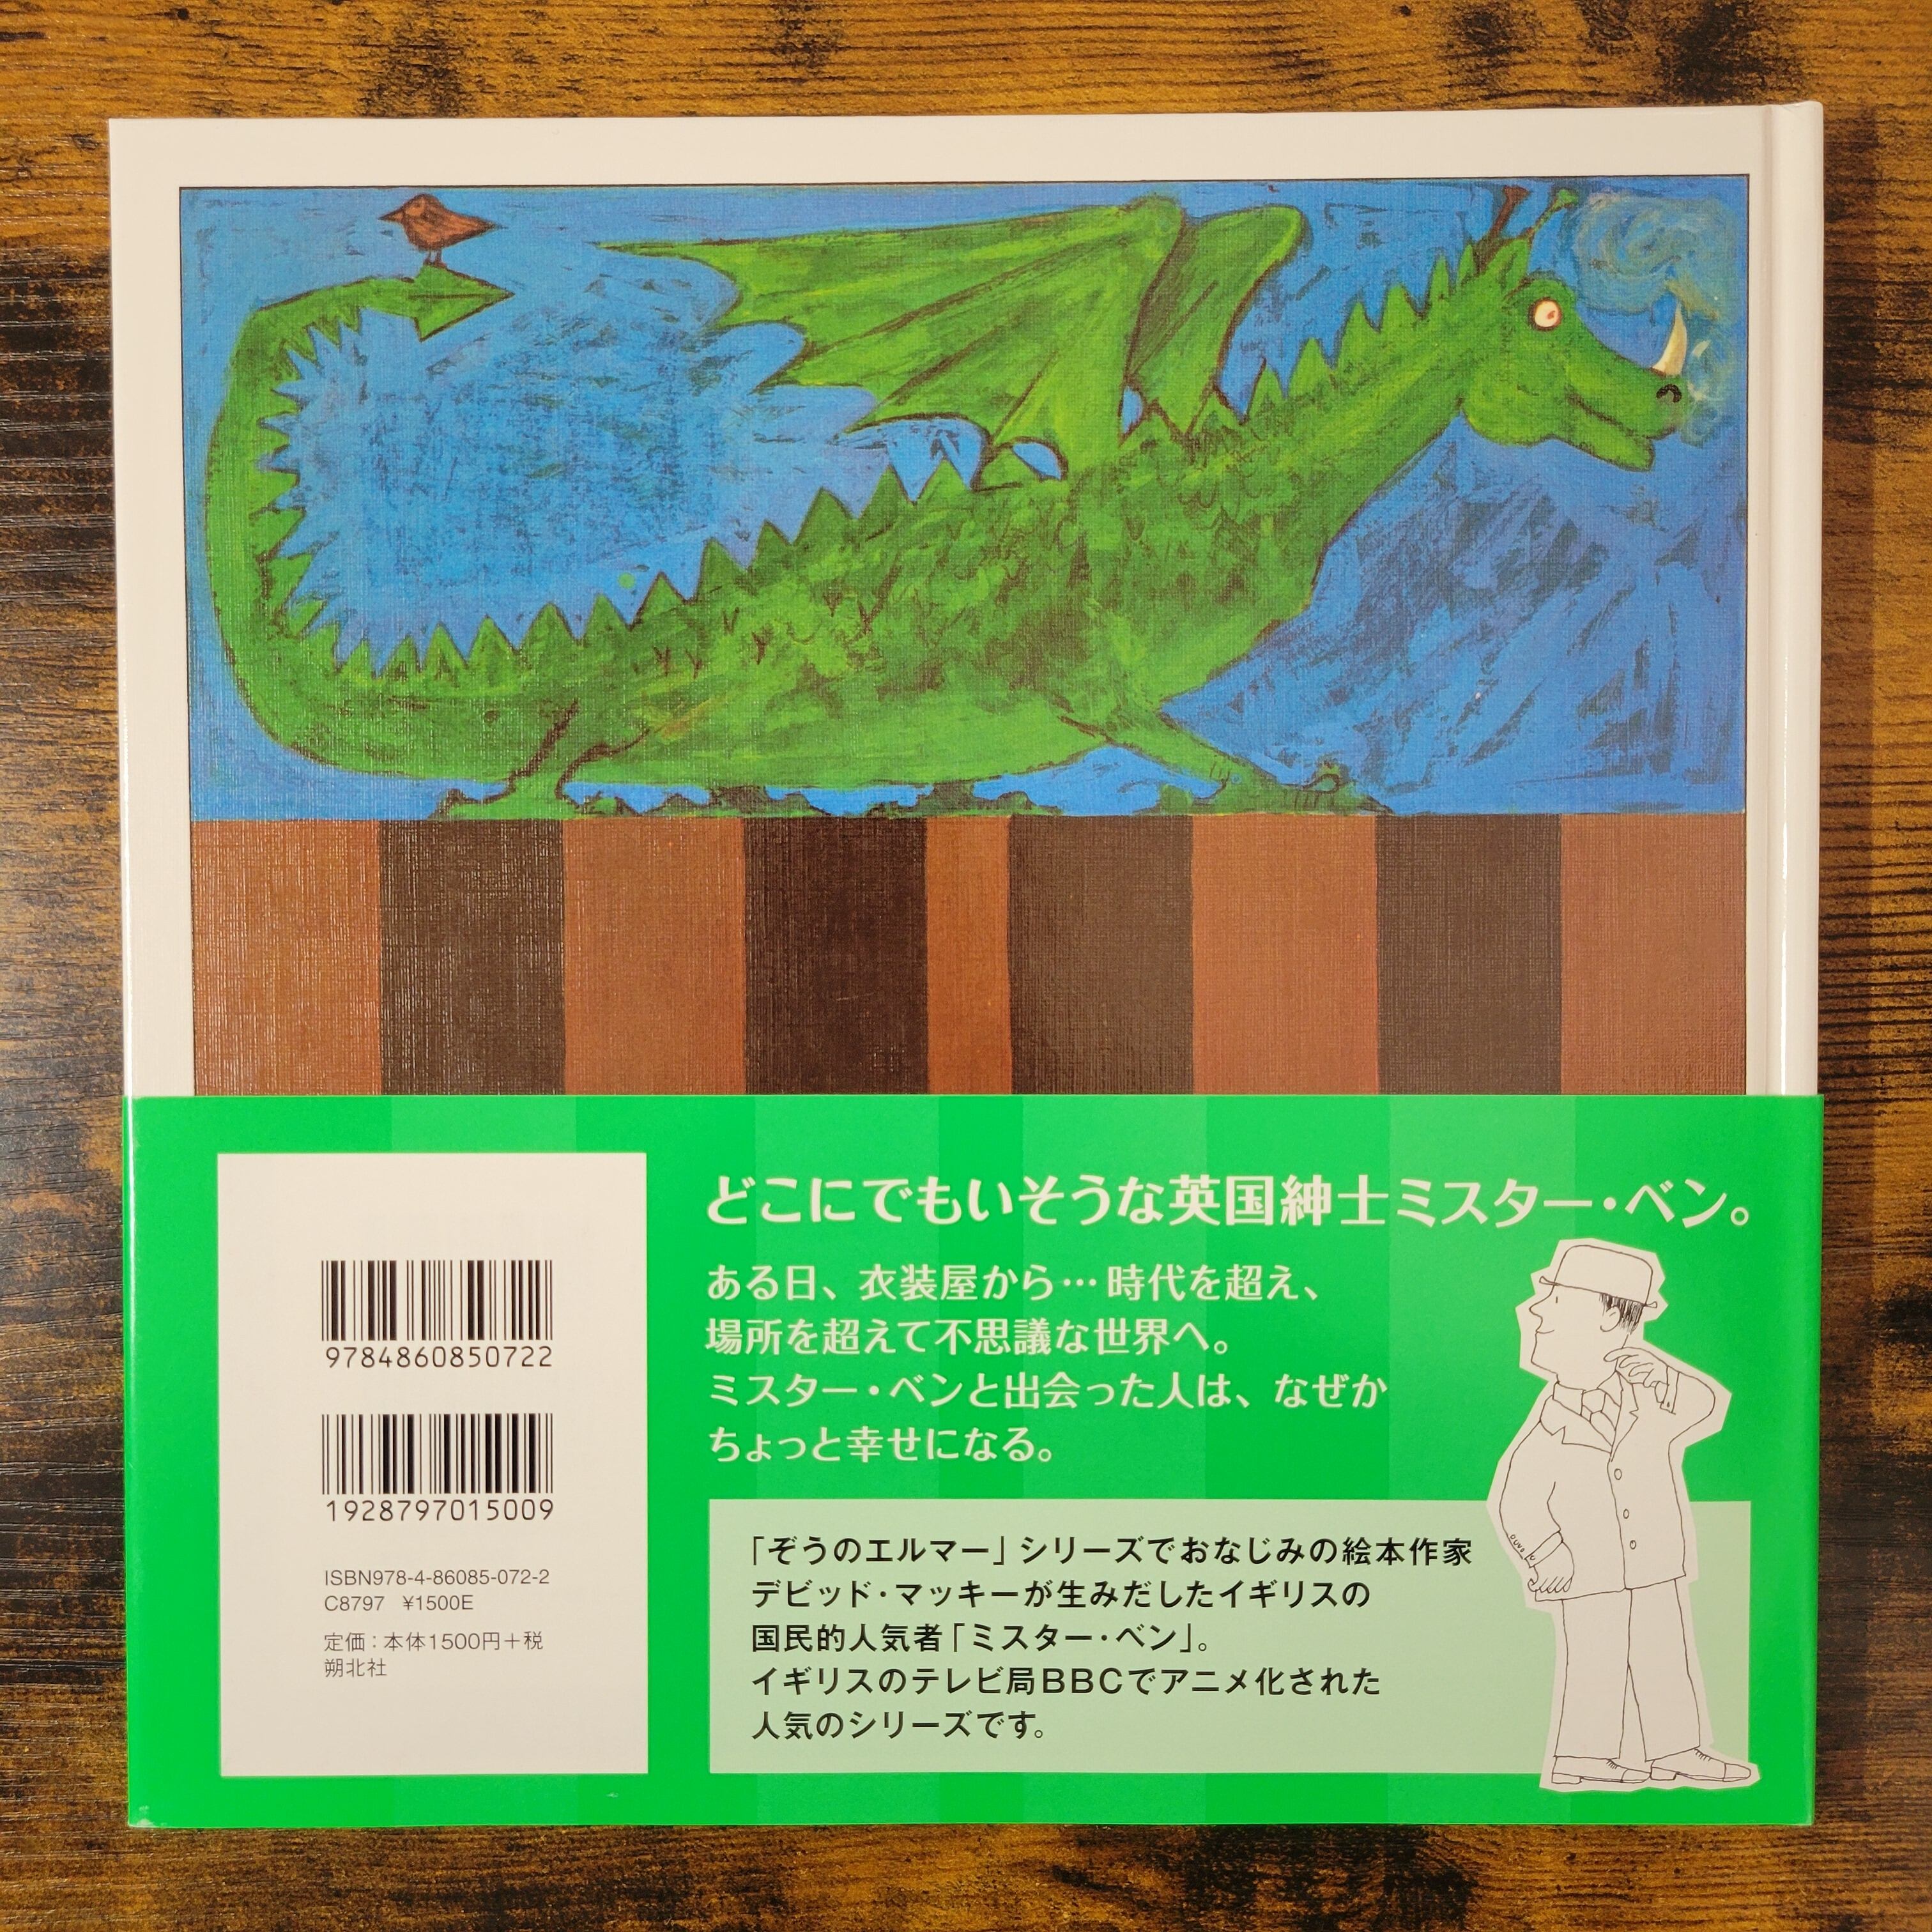 どこにでもいそうな英国紳士ミスター・ベン。
ある日、衣装屋から…時代を超え、
場所を超えて不思議な世界へ。
ミスター・ベンと出会った人は、なぜか
ちょっと幸せになる。
「ぞうのエルマー」シリーズでおなじみの絵本作家
デビッド・マッキーが生みだしたイギリスの
国民的人気者「ミスター・ベン」。
イギリスのテレビ局BBCでアニメ化された
人気のシリーズです。
9784860850722
1928797015009
ISBN978-4-86085-072-2
C8797 ¥1500E
定価：本体1500円＋税
朔北社